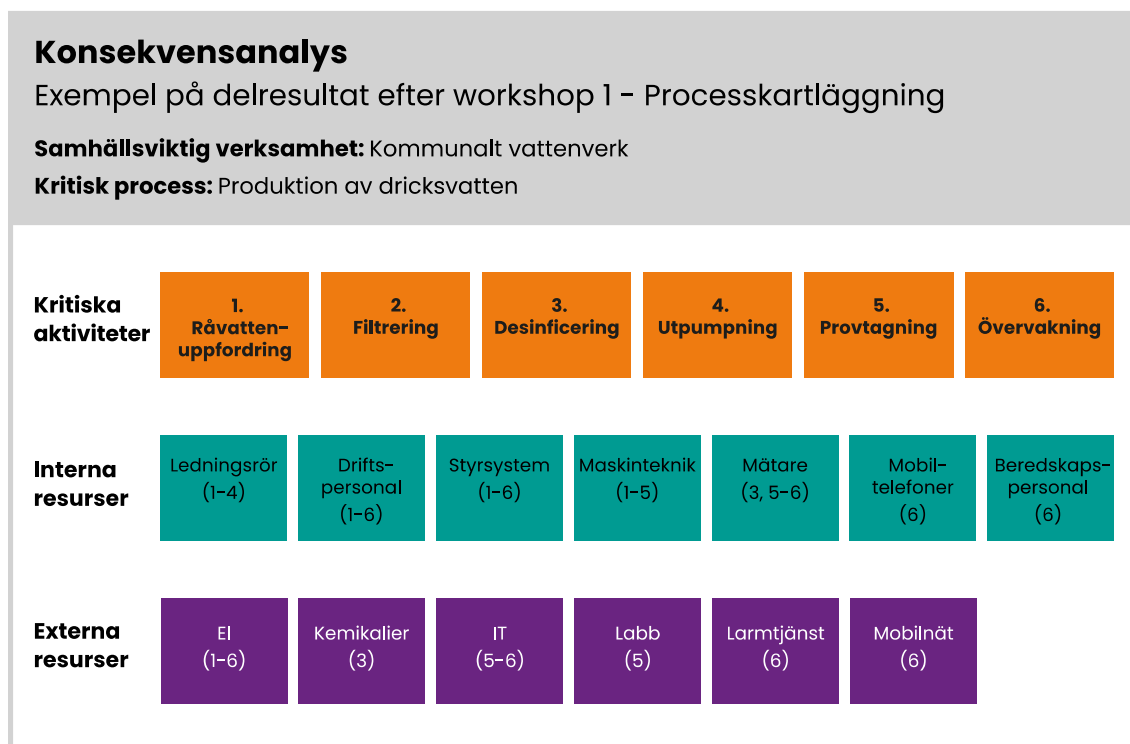 Konsekvensanalys
Exempel på delresultat efter workshop 1 – Processkartläggning
Samhällsviktig verksamhet: Kommunalt vattenverk
Kritisk process: Produktion av dricksvatten
Kritiska
aktiviteter
1.
Råvatten-
uppfordring
2.
Filtrering
3.
Desinficering
4.
Utpumpning
5.
Provtagning
6.
Övervakning
Interna
resurser
Ledningsrör
(1–4)
Drifts-
personal
(1–6)
Styrsystem
(1–6)
Maskinteknik
(1–5)
Mätare
(3, 5–6)
Mobil-
telefoner
(6)
Beredskaps-
personal
(6)
Externa
resurser
El
(1–6)
Kemikalier
(3)
IT
(5–6)
Labb
(5)
Larmtjänst
(6)
Mobilnät
(6)